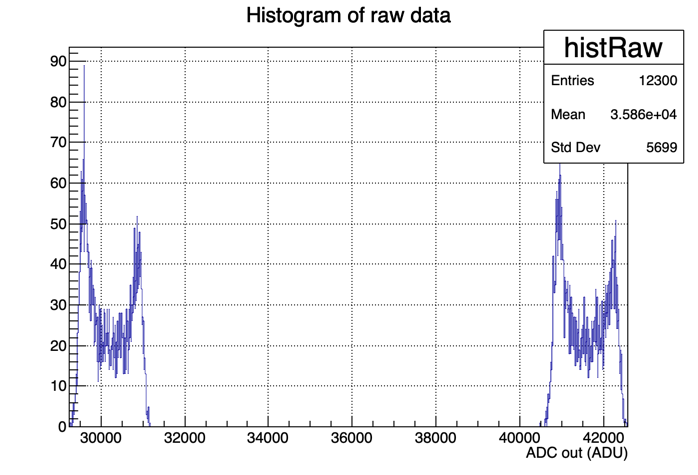 Histogram of raw data
histRaw
Entries 12300
Mean 3.586e+04
Std Dev 5699
90
80
70
60
50
40
30
20
10
0
30000 32000 34000 36000 38000 40000 42000
ADC out (ADU)